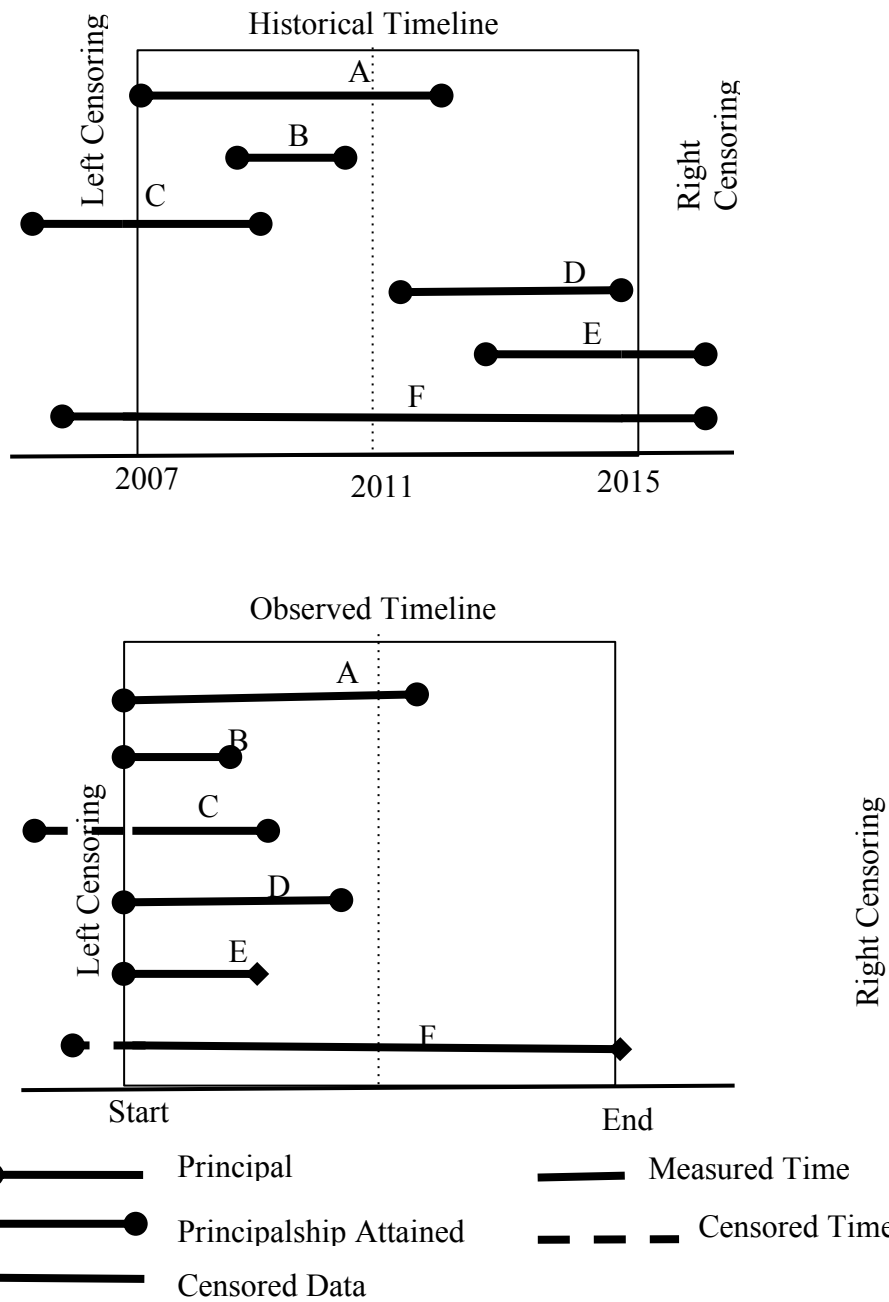 Historical Timeline
Left Censoring
A
B
C
Right
Censoring
D
E
F
2007
2011
2015
Observed Timeline
A
B
C
Left Censoring
D
E
F
Right Censoring
Start
End
Principal
Measured Time
Principalship Attained
Censored Time
Censored Data